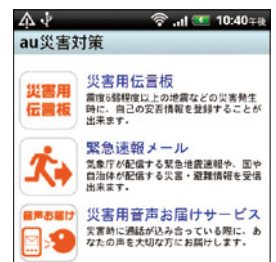 10:40午後
au災害対策
災害用
伝言板
災害用伝言板
震度6弱程度以上の地震などの災害発生
時に、自己の安否情報を登録することが
出来ます。
緊急速報メール
気象庁が配信する緊急地震速報や、国や
自治体が配信する災害・避難情報を受信
出来ます。
音声お届け
災害用音声お届けサービス
災害時に通話が込み合っている際に、あ
なたの声を大切な方にお届けします。